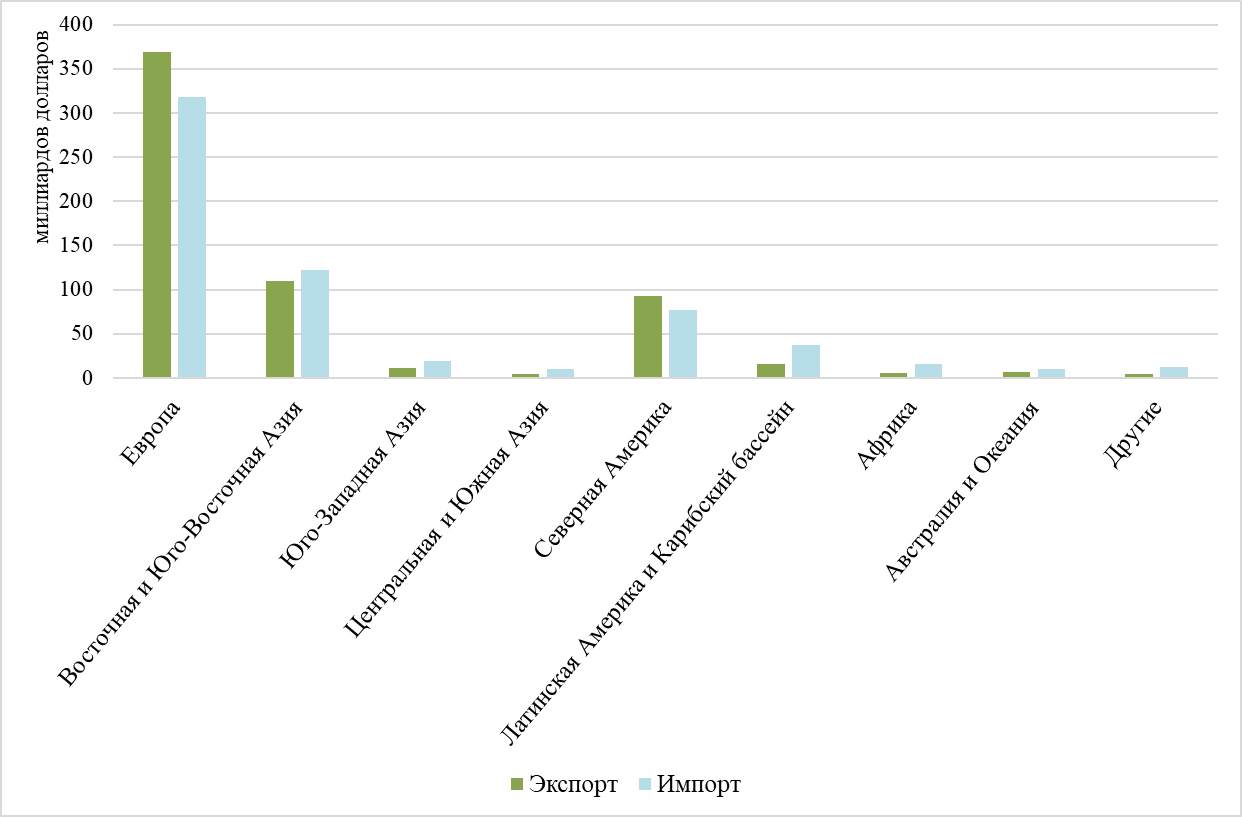 миллиардов долларов
400
350
300
250
200
150
100
50
0
Европа
Восточная и Юго-Восточная Азия
Юго-Западная Азия
Центральная и Южная Азия
Северная Америка
Латинская Америка и Карибский бассейн
Африка
Австралия и Океания
Другие
Экспорт
Импорт